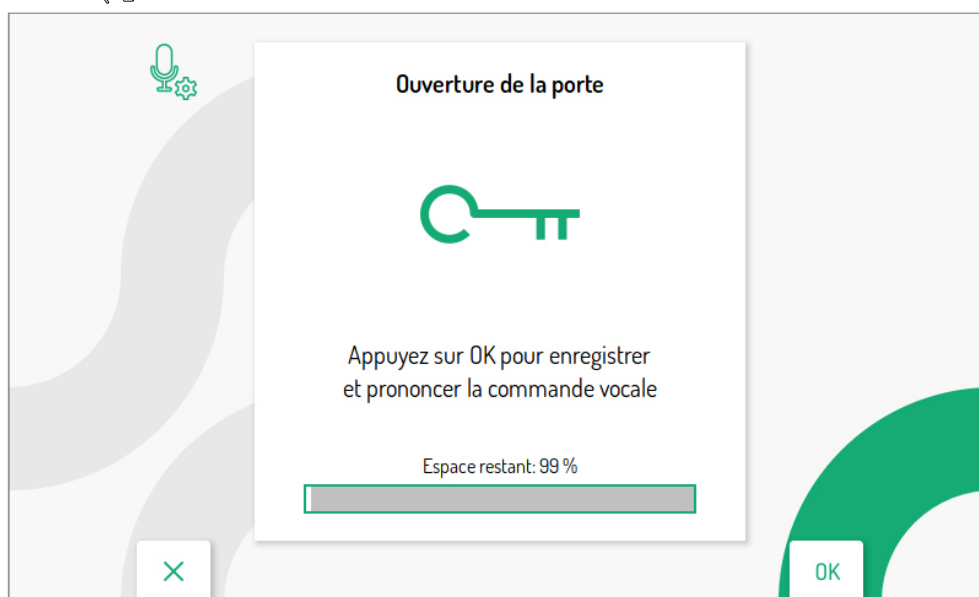 Ouverture de la porte
Appuyez sur OK pour enregistrer
et prononcer la commande vocale
Espace restant: 99 %
OK